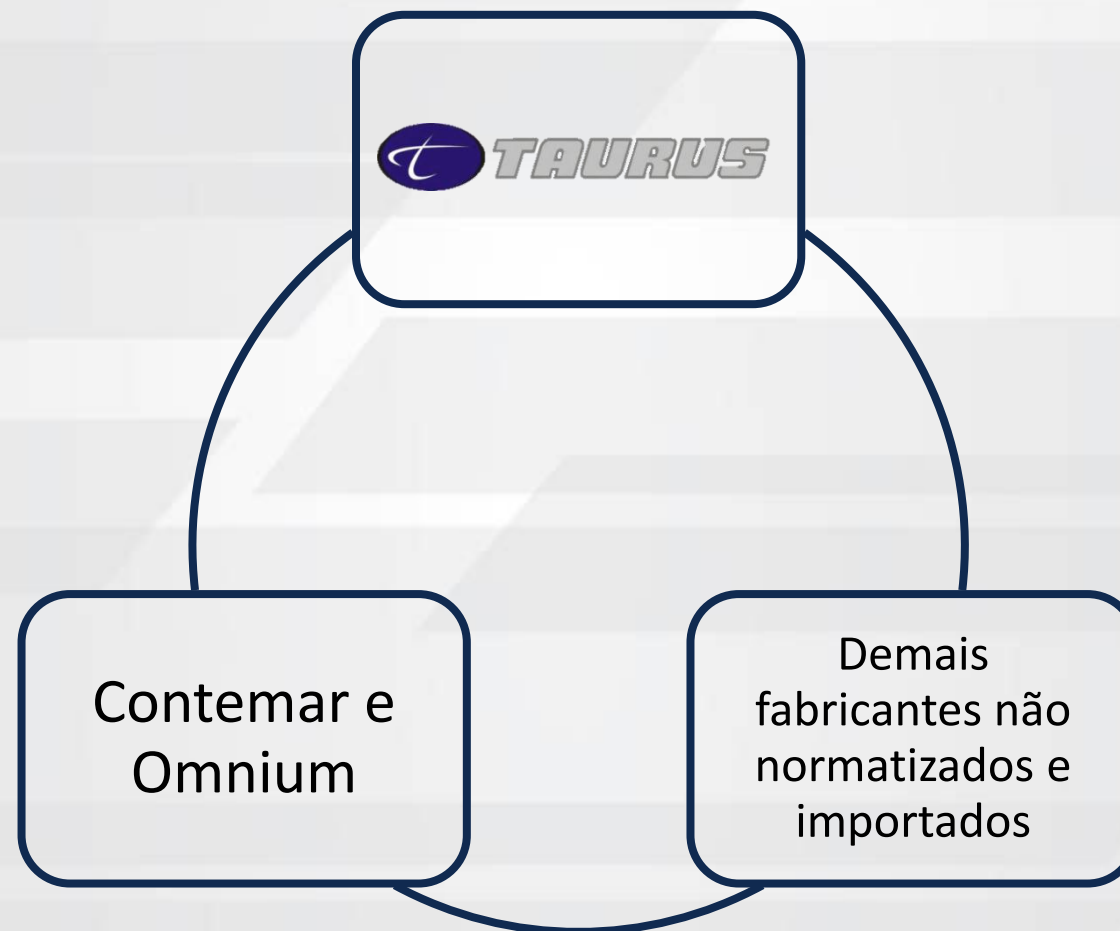 TAURUS
Contemar e
Omnium
Demais
fabricantes não
normatizados e
importados